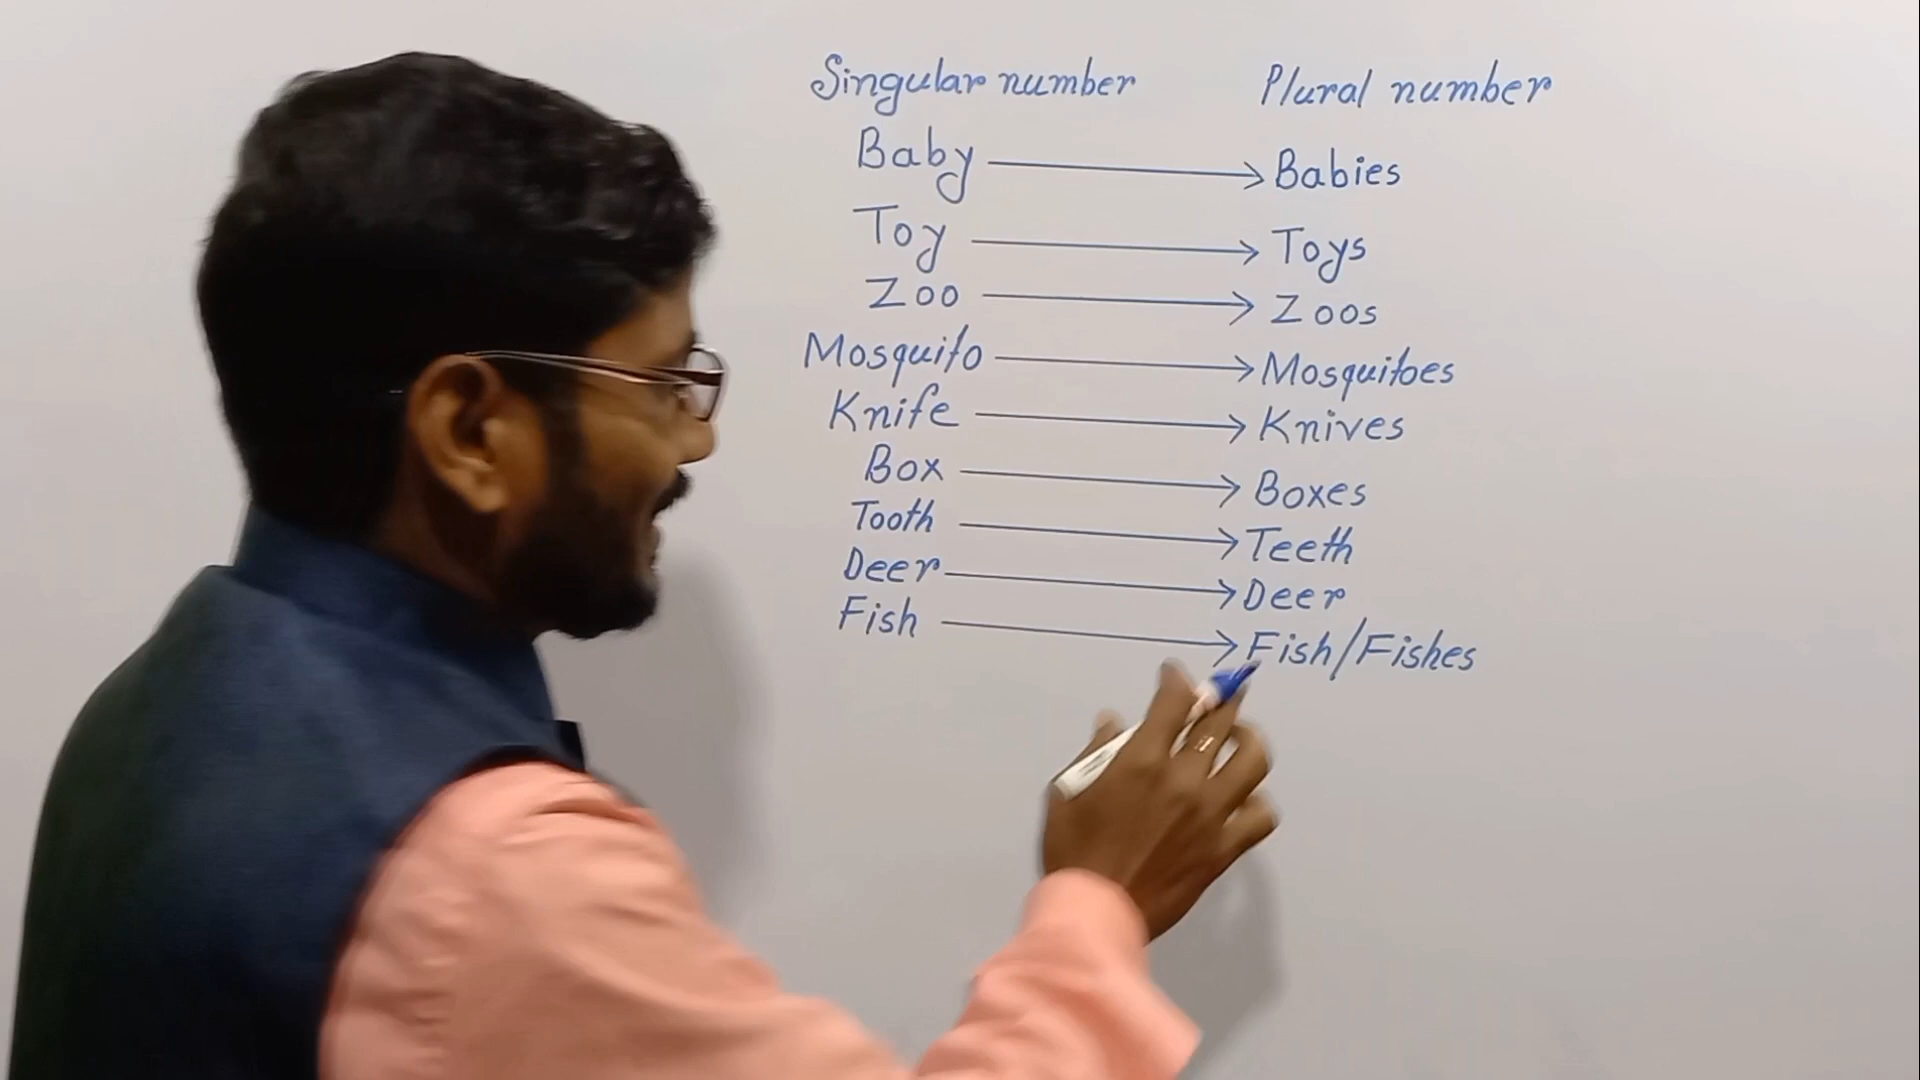 Singular number Plural number
Baby → Babies
Toy → Toys
Zoo → Zoos
Mosquito → Mosquitoes
Knife → Knives
Box → Boxes
Tooth → Teeth
Deer → Deer
Fish → Fish/Fishes